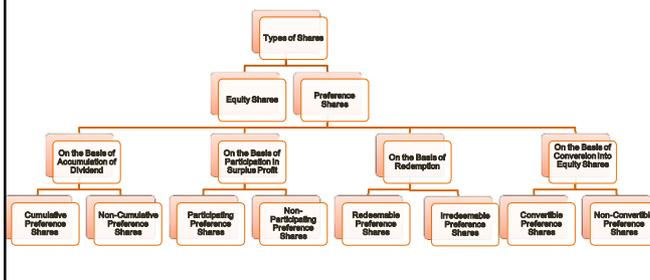 Types of Shares
Equity Shares
Preference
Shares
On the Basis of
Accumulation of
Dividend
On the Basis of
Participation in
Surplus Profit
On the Basis of
Redemption
On the Basis of
Conversion into
Equity Shares
Cumulative
Preference
Shares
Non-Cumulative
Preference
Shares
Participating
Preference
Shares
Non-
Participating
Preference
Shares
Redeemable
Preference
Shares
Irredeemable
Preference
Shares
Convertible
Preference
Shares
Non-Convertibl
Preference
Shares